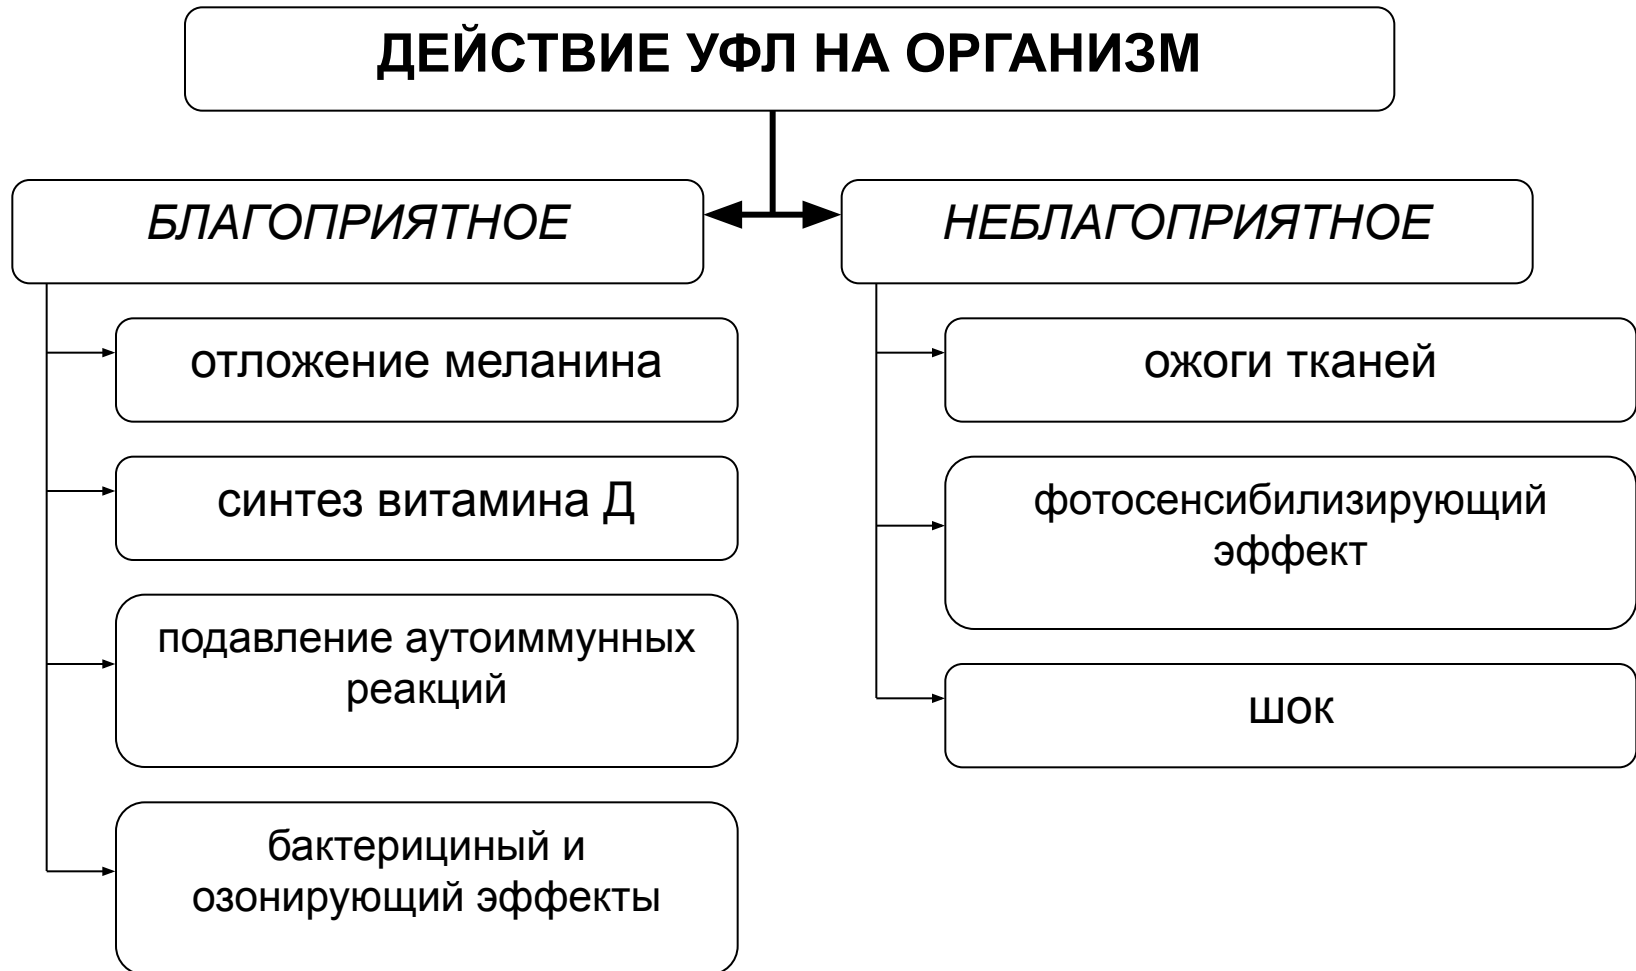 ДЕЙСТВИЕ УФЛ НА ОРГАНИЗМ
БЛАГОПРИЯТНОЕ
отложение меланина
синтез витамина Д
подавление аутоиммунных
реакций
бактерициный и
озонирующий эффекты
НЕБЛАГОПРИЯТНОЕ
ожоги тканей
фотосенсибилизирующий
эффект
шок